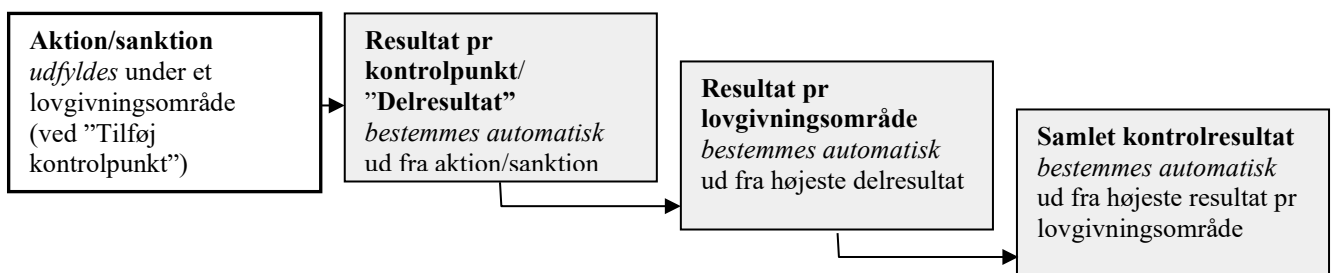 Aktion/sanktion
udfyldes under et
lovgivningsområde
(ved ”Tilføj
kontrolpunkt”)
Resultat pr
kontrolpunkt/
”Delresultat”
bestemmes automatisk
ud fra aktion/sanktion
Resultat pr
lovgivningsområde
bestemmes automatisk
ud fra højeste delresultat
Samlet kontrolresultat
bestemmes automatisk
ud fra højeste resultat pr
lovgivningsområde